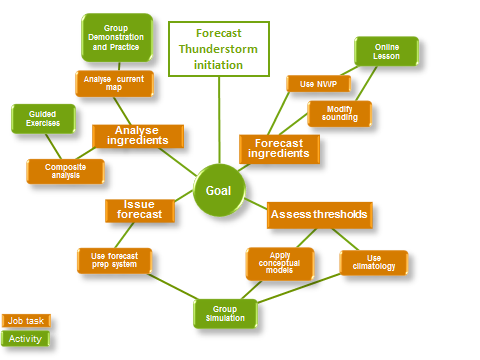 Group
Demonstration
and Practice
Forecast
Thunderstorm
initiation
Online
Lesson
Analyse current
map
Use NWP
Guided
Exercises
Modify
sounding
Analyse
ingredients
Forecast
ingredients
Composite
analysis
Goal
Issue
forecast
Assess thresholds
Use forecast
prep system
Apply
conceptual
models
Use
climatology
Group
Simulation
Job task
Activity